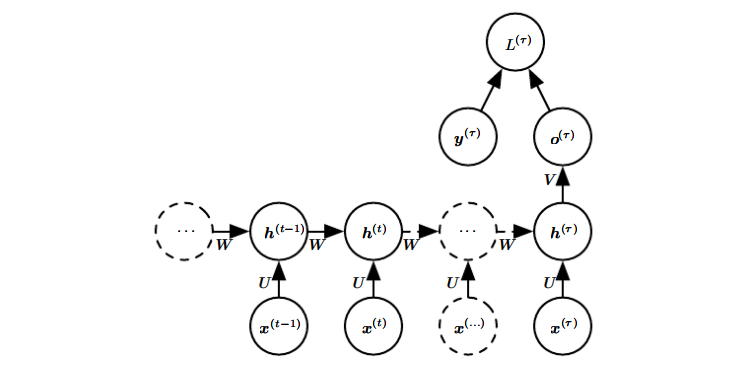 L^(τ)
y^(τ) o^(τ)
V
... h^(t−1) h^(t) ... h^(τ)
W W W W
U U U U
x^(t−1) x^(t) x^(...) x^(τ)